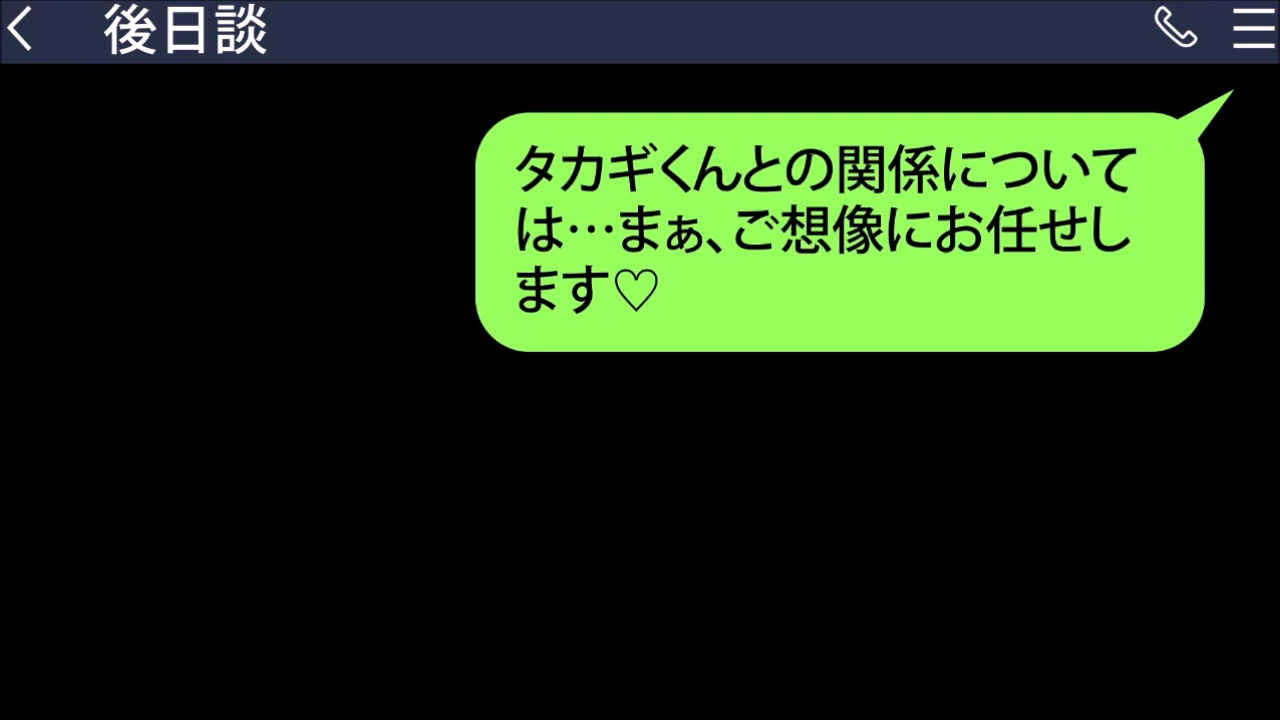 後日談
タカギくんとの関係について
は…まぁ、ご想像にお任せし
ます♡